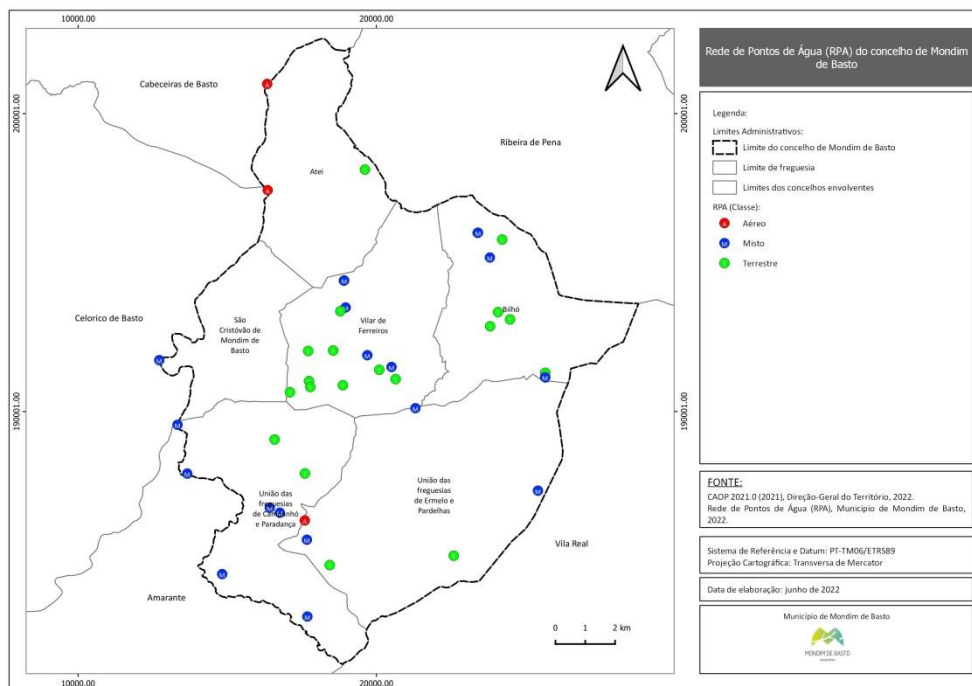 10000.00
20000.00
200001.00
200001.00
190001.00
190001.00
Cabeceiras de Basto
Ribeira de Pena
Atei
Celorico de Basto
São
Cristóvão de
Mondim de
Basto
Vilar de
Ferreiros
Bilhó
União das
freguesias
de Campanhó
e Paradança
União das
freguesias
de Ermelo e
Pardelhas
Vila Real
Amarante
0 1 2 km
10000.00
20000.00
Rede de Pontos de Água (RPA) do concelho de Mondim
de Basto
Legenda:
Limites Administrativos:
Limite do concelho de Mondim de Basto
Limite de freguesia
Limites dos concelhos envolventes
RPA (Classe):
A Aéreo
M Misto
T Terrestre
FONTE:
CAOP 2021.0 (2021), Direção-Geral do Território, 2022.
Rede de Pontos de Água (RPA), Município de Mondim de Basto,
2022.
Sistema de Referência e Datum: PT-TM06/ETRS89
Projeção Cartográfica: Transversa de Mercator
Data de elaboração: junho de 2022
Município de Mondim de Basto
MONDIM DE BASTO